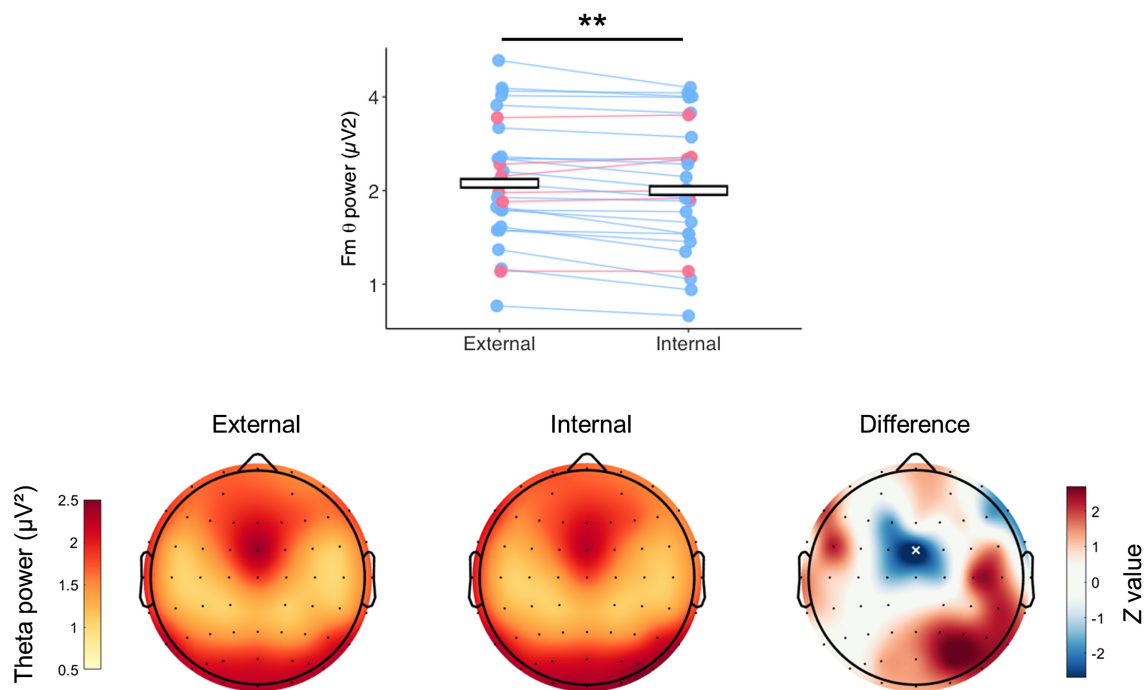 **
Fm θ power (µV2)
4
2
1
External
Internal
External
Internal
Difference
Theta power (µV²)
2.5
2
1.5
1
0.5
×
2
1
0
-1
-2
Z value